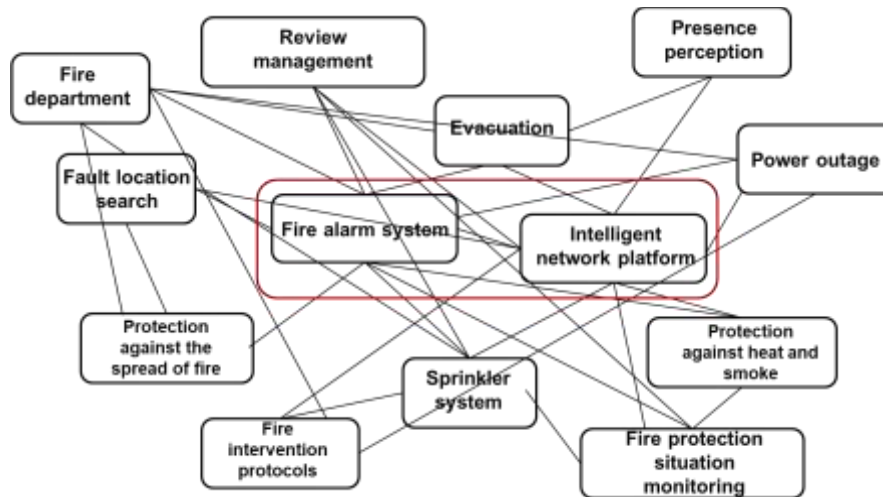 Review
management
Presence
perception
Fire
department
Evacuation
Power outage
Fault location
search
Fire alarm system
Intelligent
network platform
Protection
against the
spread of fire
Protection
against heat and
smoke
Sprinkler
system
Fire
intervention
protocols
Fire protection
situation
monitoring